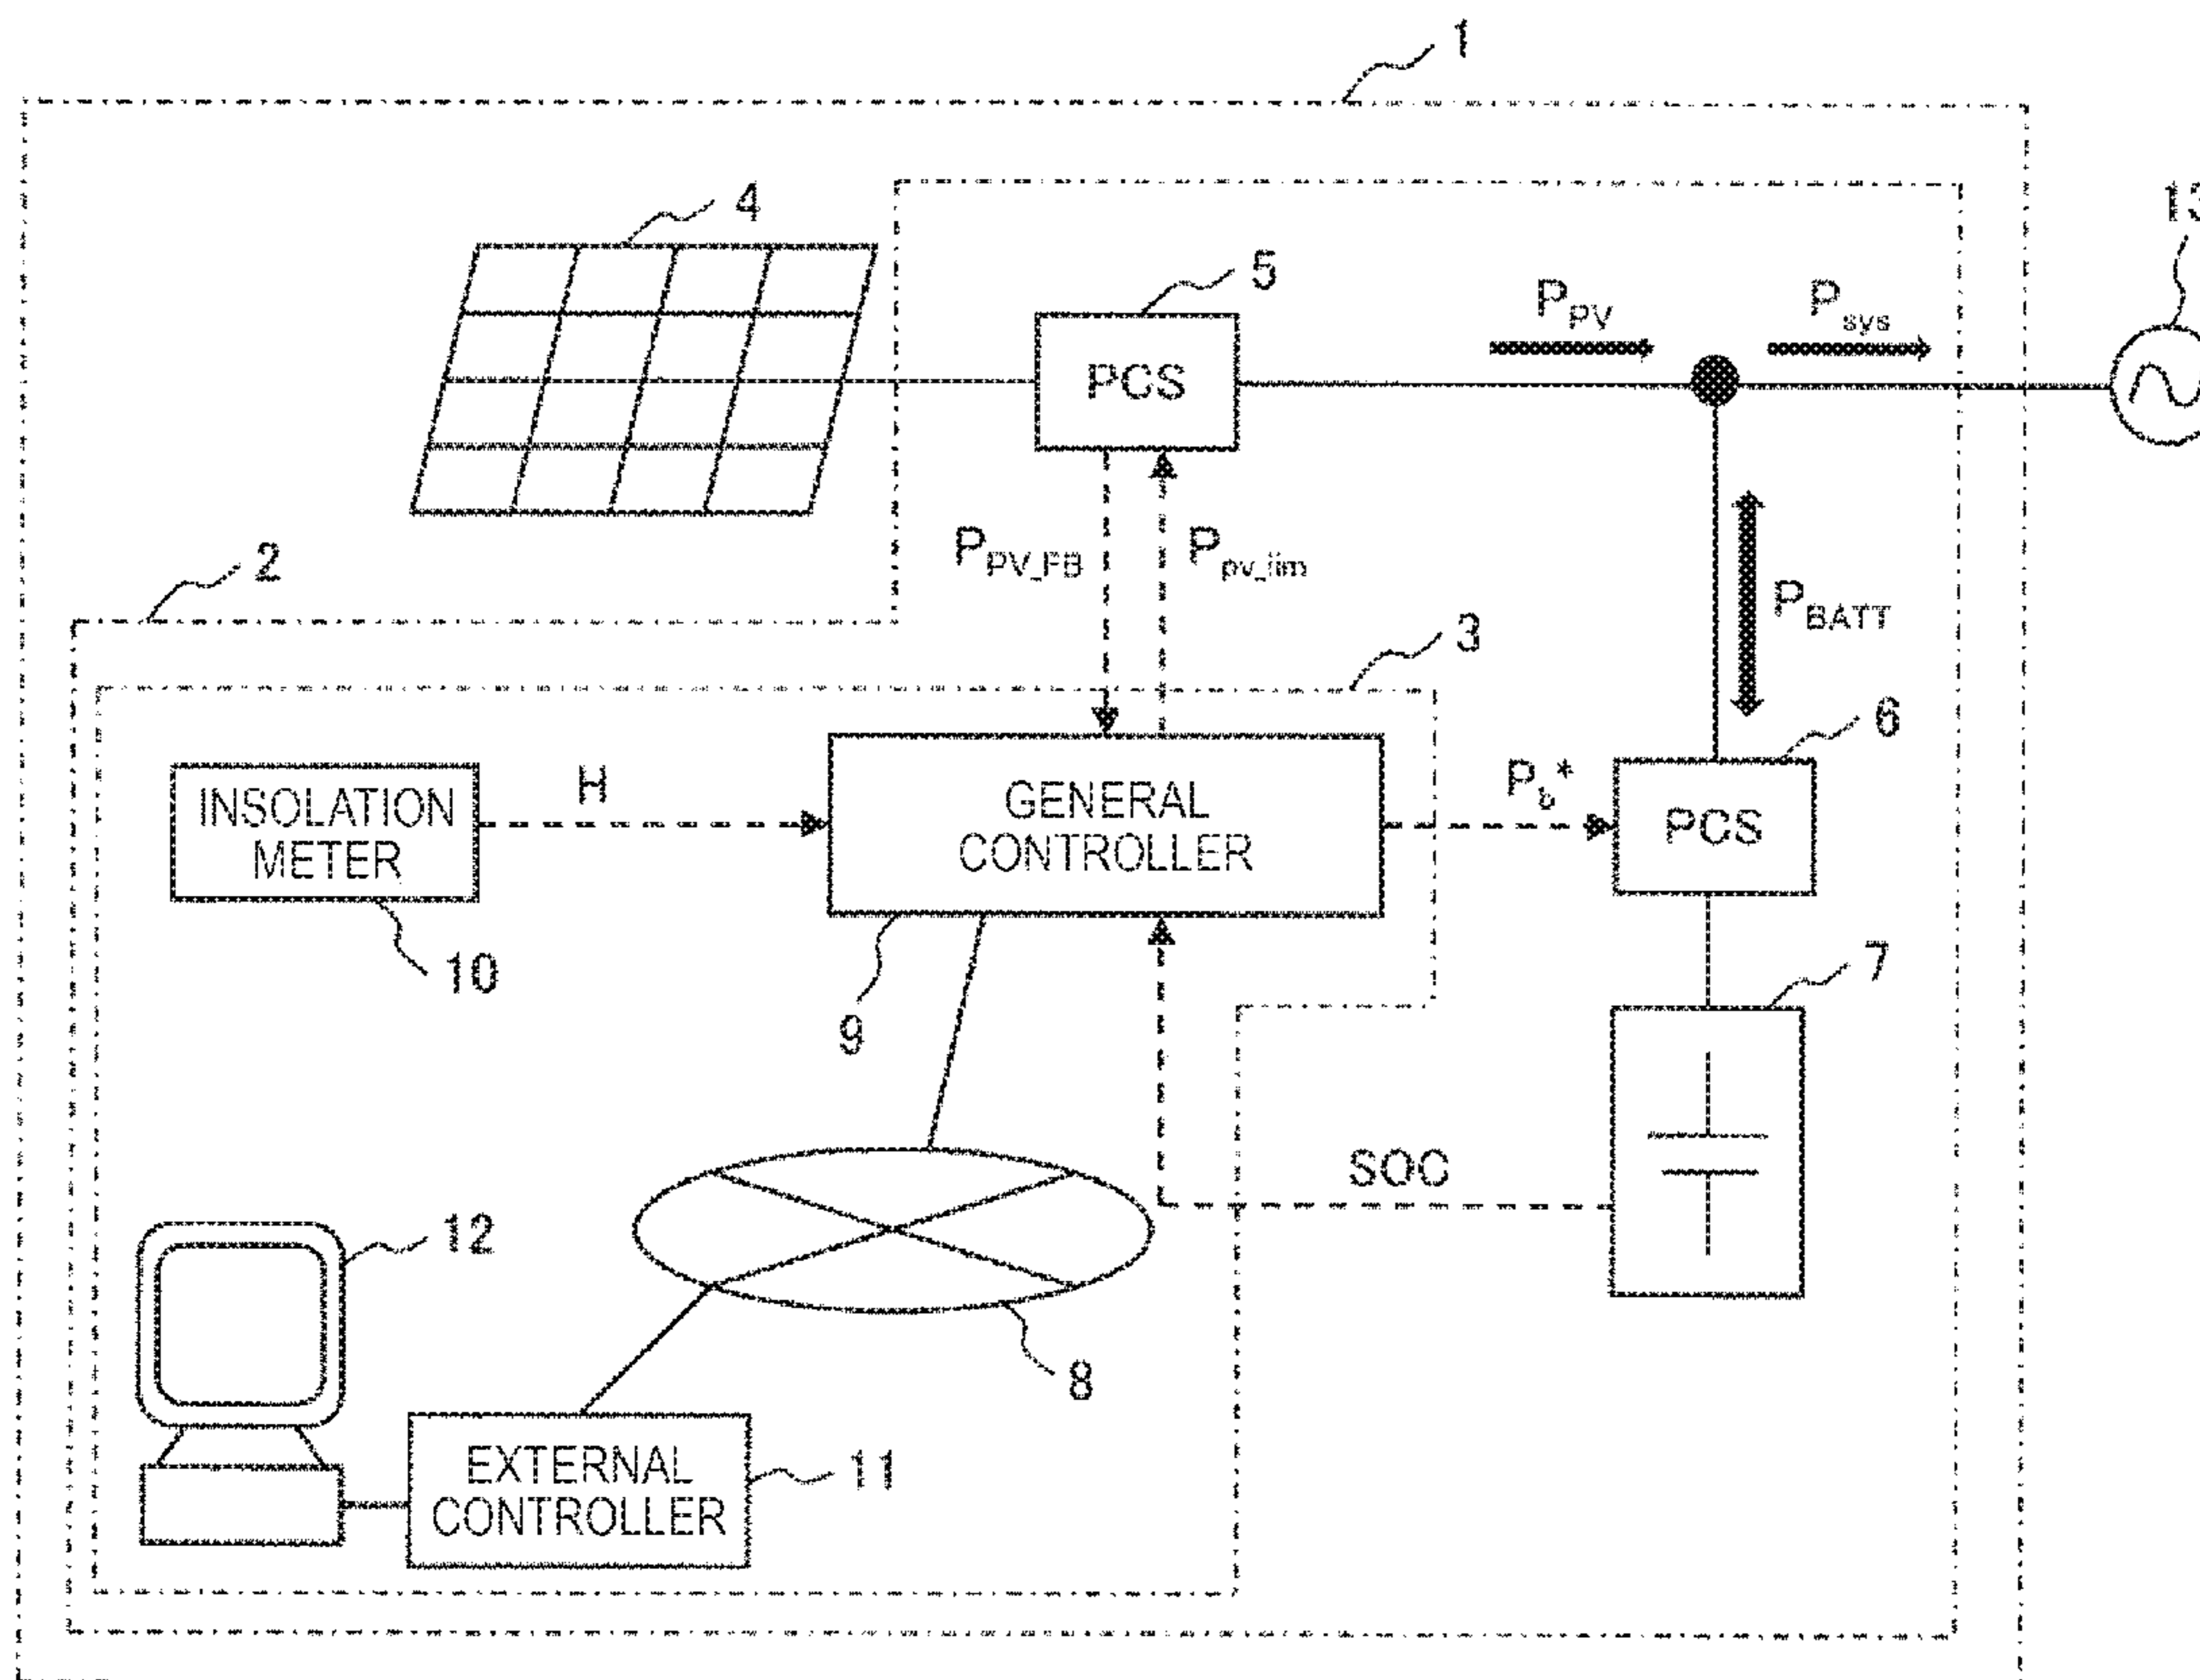 1
4
13
5
P_PV
P_sys
PCS
P_PV_FB
P_pv_lim
2
P_BATT
3
6
H
P_b*
INSOLATION
METER
GENERAL
CONTROLLER
PCS
10
9
7
SOC
12
8
EXTERNAL
CONTROLLER
11